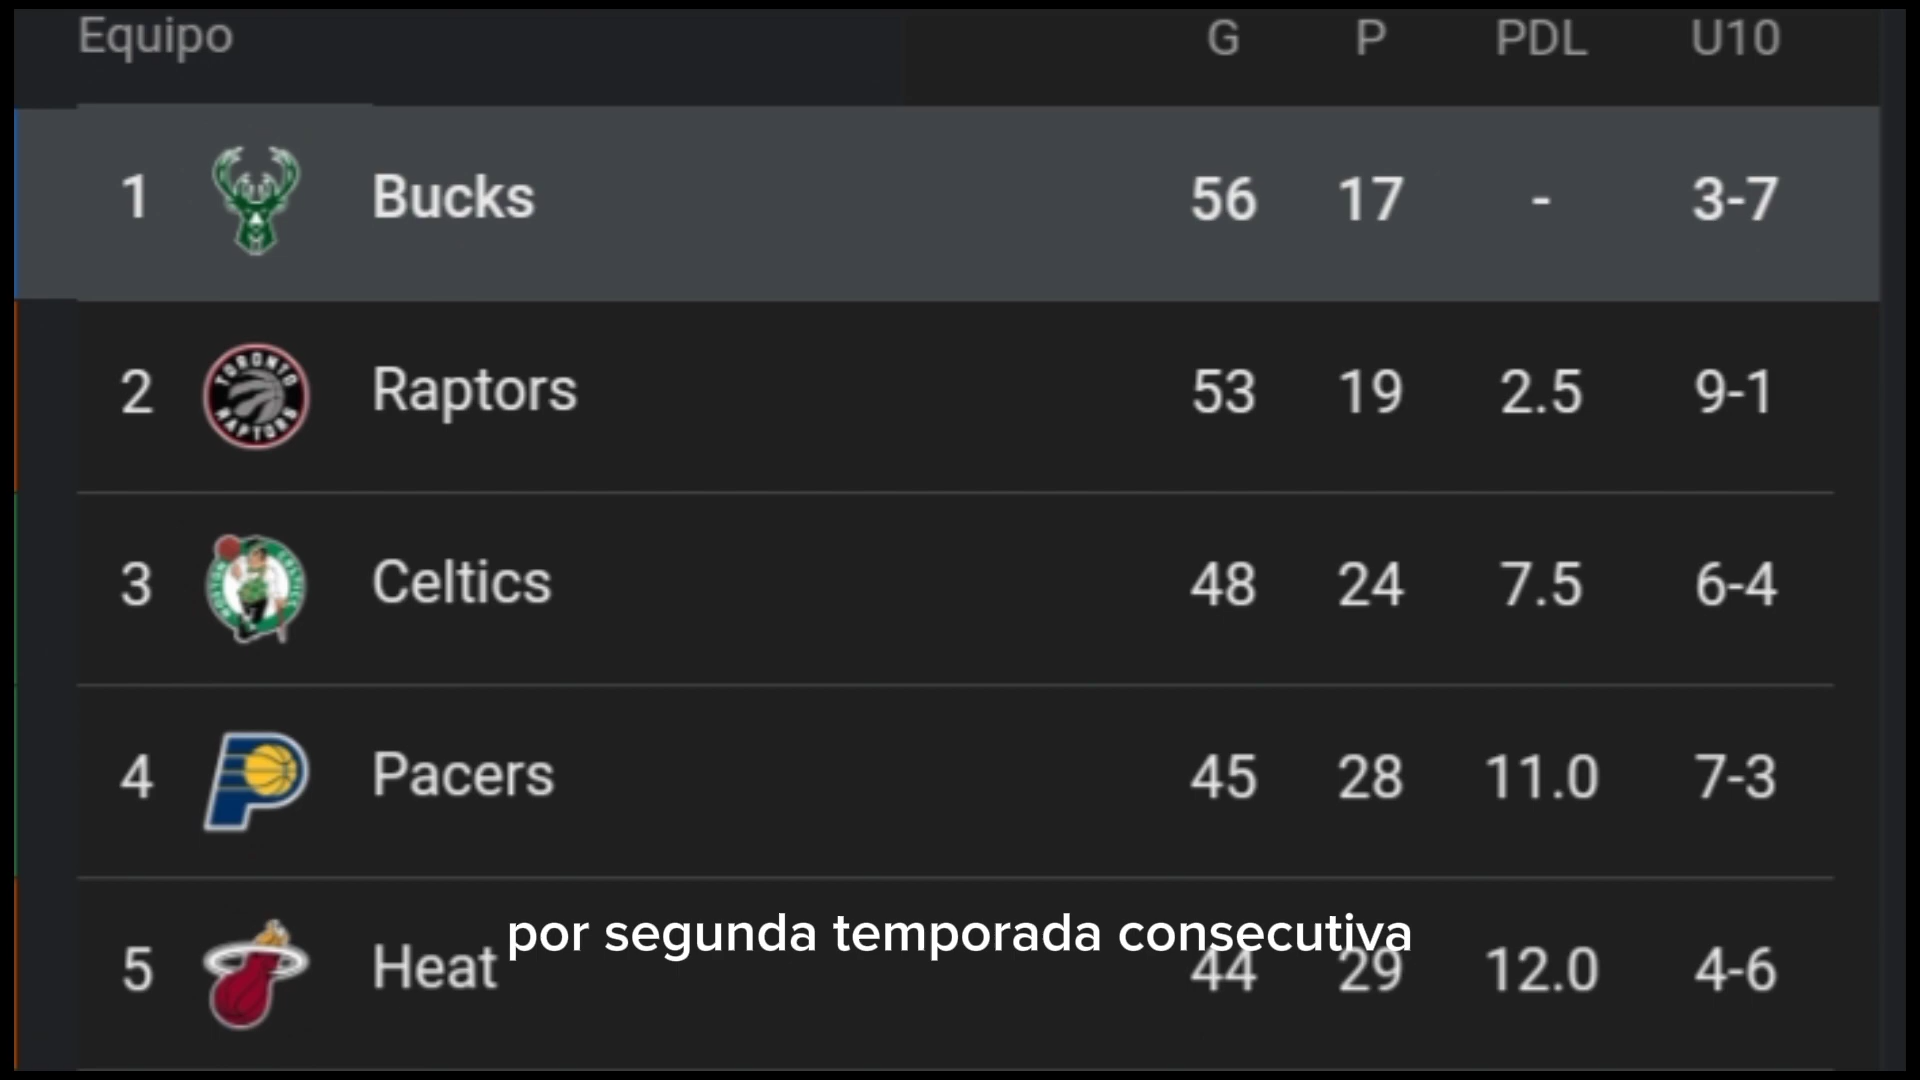 Equipo G P PDL U10
1 Bucks 56 17 - 3-7
2 TORONTO RAPTORS Raptors 53 19 2.5 9-1
3 Celtics 48 24 7.5 6-4
4 Pacers 45 28 11.0 7-3
5 Heat 44 29 12.0 4-6
por segunda temporada consecutiva